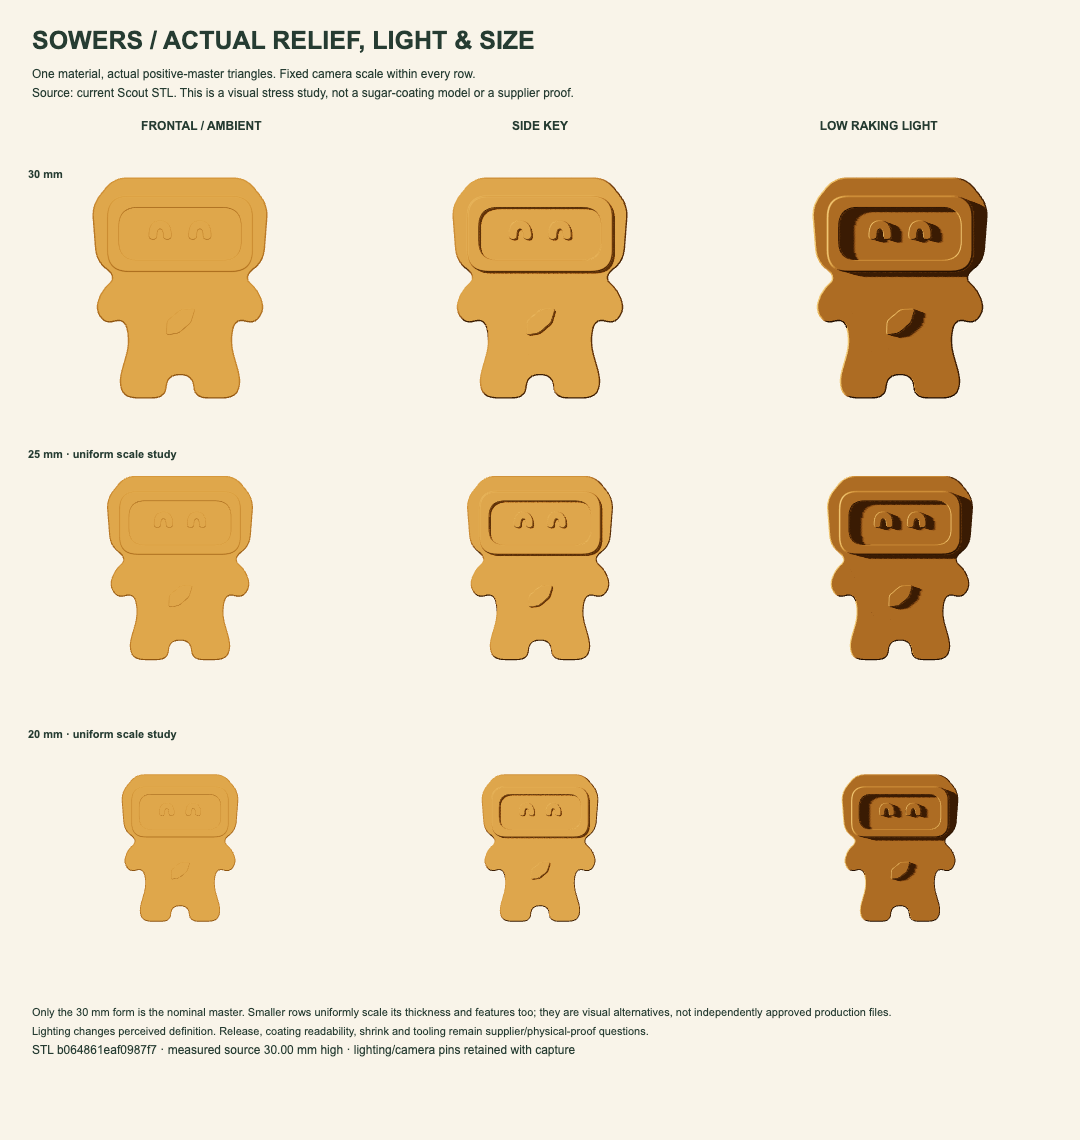 SOWERS / ACTUAL RELIEF, LIGHT & SIZE
One material, actual positive-master triangles. Fixed camera scale within every row.
Source: current Scout STL. This is a visual stress study, not a sugar-coating model or a supplier proof.
FRONTAL / AMBIENT
SIDE KEY
LOW RAKING LIGHT
30 mm
25 mm · uniform scale study
20 mm · uniform scale study
Only the 30 mm form is the nominal master. Smaller rows uniformly scale its thickness and features too; they are visual alternatives, not independently approved production files.
Lighting changes perceived definition. Release, coating readability, shrink and tooling remain supplier/physical-proof questions.
STL b064861eaf0987f7 · measured source 30.00 mm high · lighting/camera pins retained with capture